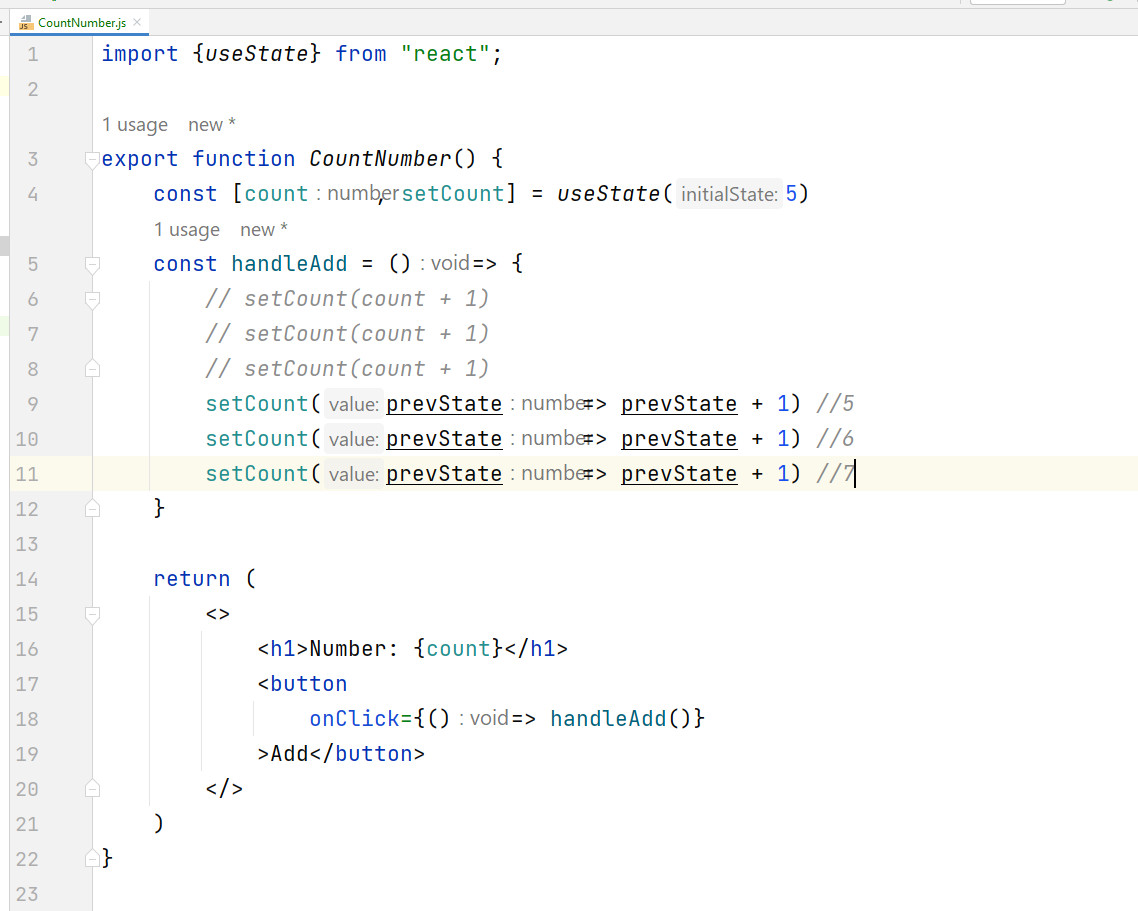 CountNumber.js
1 import {useState} from "react";
2
1 usage new *
3 export function CountNumber() {
4 const [count : number, setCount] = useState( initialState: 5)
1 usage new *
5 const handleAdd = () : void => {
6 // setCount(count + 1)
7 // setCount(count + 1)
8 // setCount(count + 1)
9 setCount( value: prevState : number => prevState + 1) //5
10 setCount( value: prevState : number => prevState + 1) //6
11 setCount( value: prevState : number => prevState + 1) //7
12 }
13
14 return (
15 <>
16 <h1>Number: {count}</h1>
17 <button
18 onClick={() : void => handleAdd()}
19 >Add</button>
20 </>
21 )
22 }
23